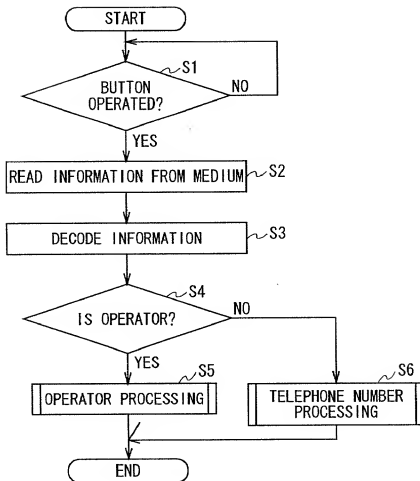 START
S1
BUTTON
OPERATED?
NO
YES
READ INFORMATION FROM MEDIUM
S2
DECODE INFORMATION
S3
S4
IS OPERATOR?
NO
YES
S5
OPERATOR PROCESSING
S6
TELEPHONE NUMBER
PROCESSING
END